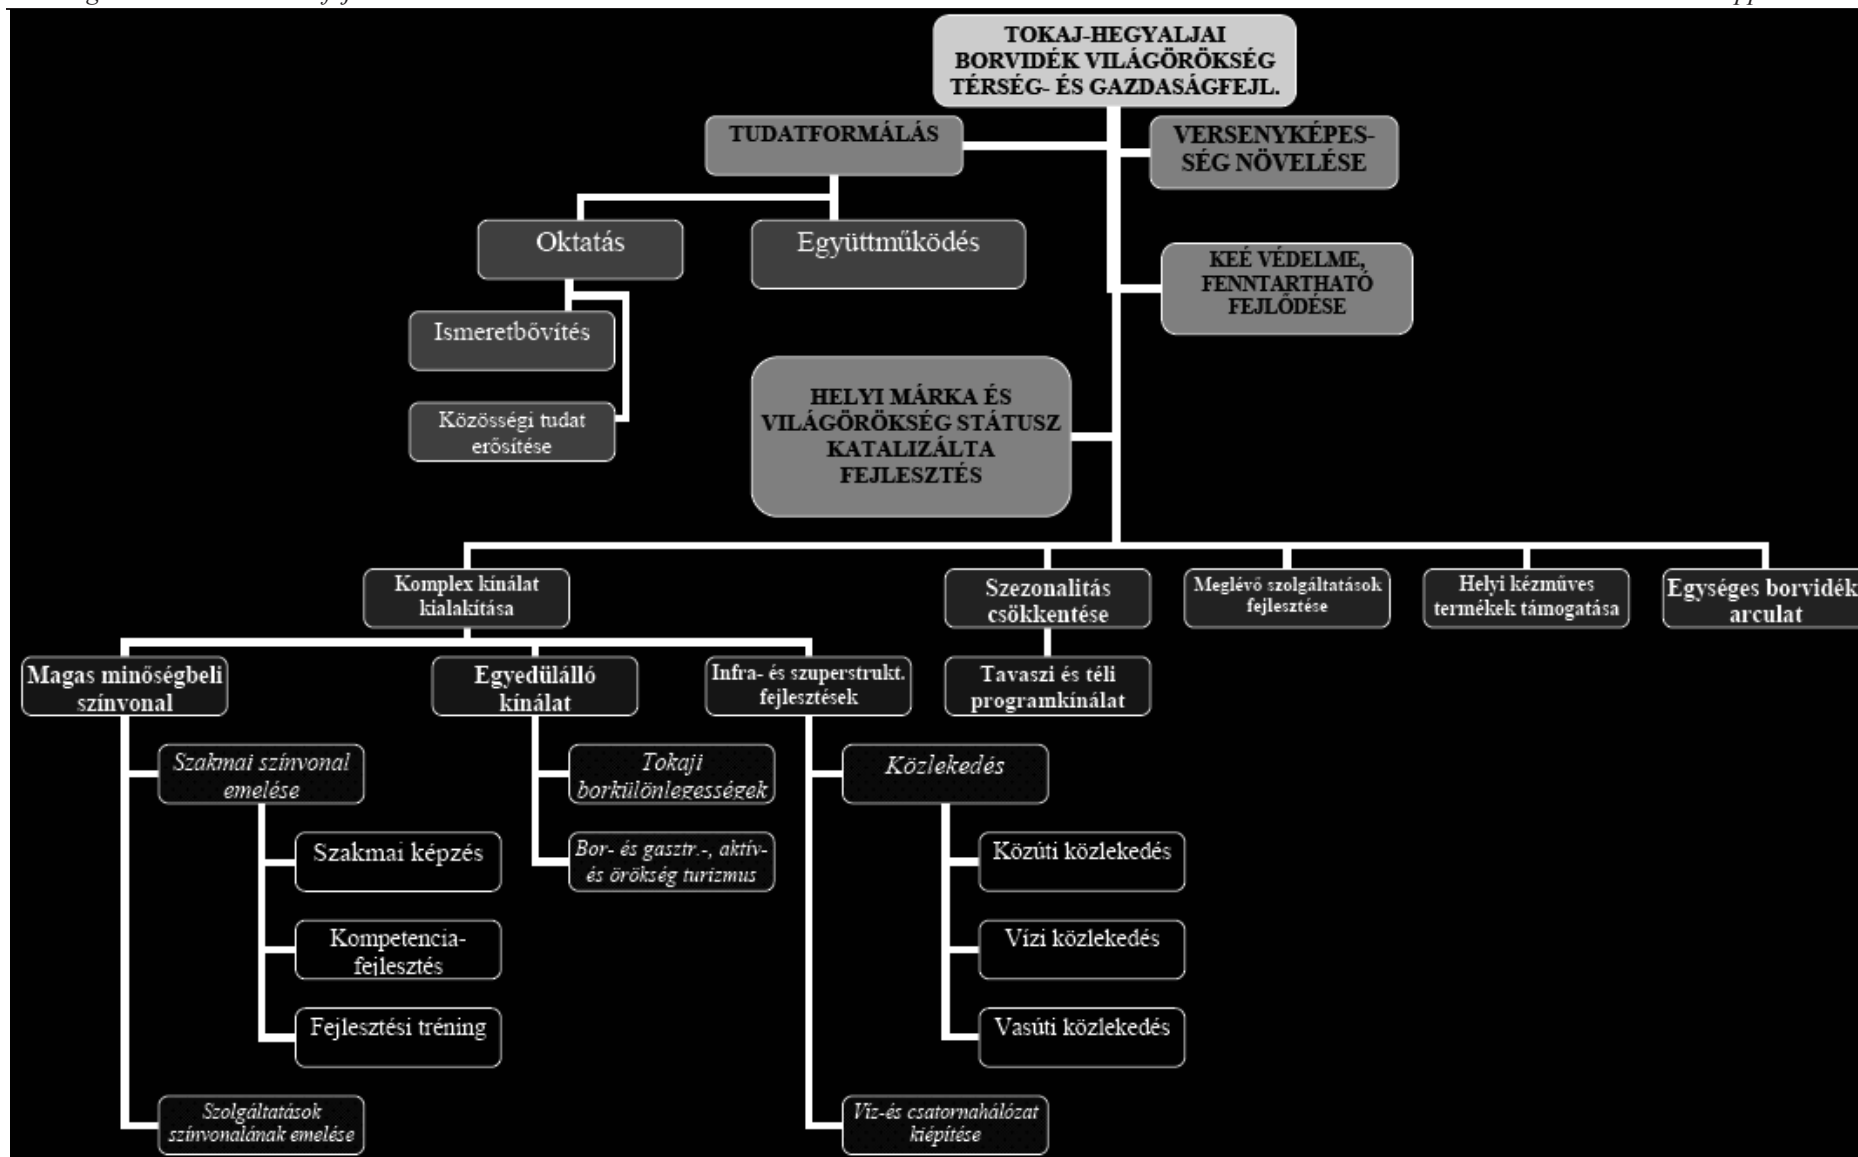 TOKAJ-HEGYALJAI
BORVIDÉK VILÁGÖRÖKSÉG
TÉRSÉG- ÉS GAZDASÁGFEJL.
TUDATFORMÁLÁS
VERSENYKÉPES-
SÉG NÖVELÉSE
Oktatás
Együttműködés
KEÉ VÉDELME,
FENNTARTHATÓ
FEJLŐDÉSE
Ismeretbővítés
Közösségi tudat
erősítése
HELYI MÁRKA ÉS
VILÁGÖRÖKSÉG STÁTUSZ
KATALIZÁLTA
FEJLESZTÉS
Komplex kínálat
kialakítása
Szezonalitás
csökkentése
Meglévő szolgáltatások
fejlesztése
Helyi kézműves
termékek támogatása
Egységes borvidék
arculat
Magas minőségbeli
színvonal
Egyedülálló
kínálat
Infra- és szuperstrukt.
fejlesztések
Tavaszi és téli
programkínálat
Szakmai színvonal
emelése
Tokaji
borkülönlegességek
Közlekedés
Szakmai képzés
Bor- és gasztr.-, aktív-
és örökség turizmus
Közúti közlekedés
Kompetencia-
fejlesztés
Vízi közlekedés
Fejlesztési tréning
Vasúti közlekedés
Szolgáltatások
színvonalának emelése
Víz-és csatornahálózat
kiépítése